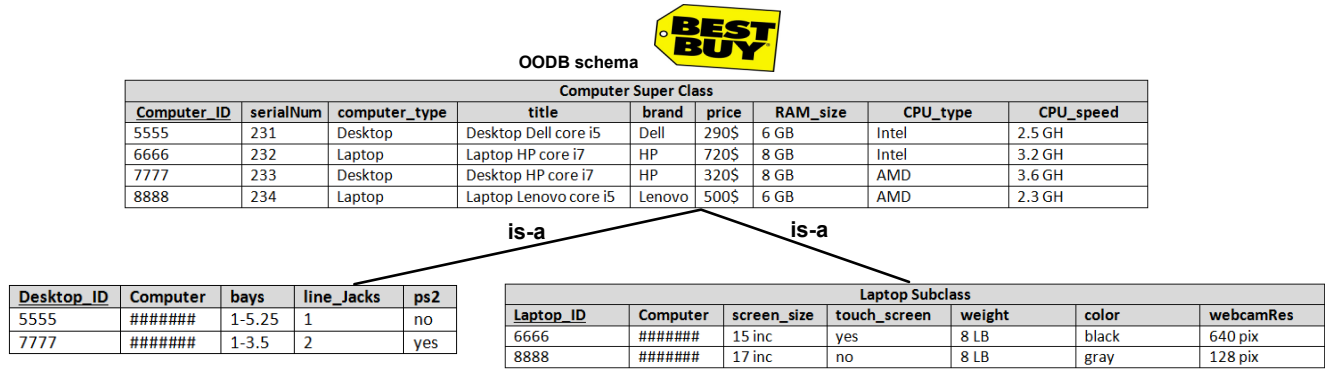 BEST
BUY
OODB schema
Computer Super Class
Computer_ID serialNum computer_type title brand price RAM_size CPU_type CPU_speed
5555 231 Desktop Desktop Dell core i5 Dell 290$ 6 GB Intel 2.5 GH
6666 232 Laptop Laptop HP core i7 HP 720$ 8 GB Intel 3.2 GH
7777 233 Desktop Desktop HP core i7 HP 320$ 8 GB AMD 3.6 GH
8888 234 Laptop Laptop Lenovo core i5 Lenovo 500$ 6 GB AMD 2.3 GH
is-a is-a
Desktop_ID Computer bays line_Jacks ps2
5555 ####### 1-5.25 1 no
7777 ####### 1-3.5 2 yes
Laptop Subclass
Laptop_ID Computer screen_size touch_screen weight color webcamRes
6666 ####### 15 inc yes 8 LB black 640 pix
8888 ####### 17 inc no 8 LB gray 128 pix